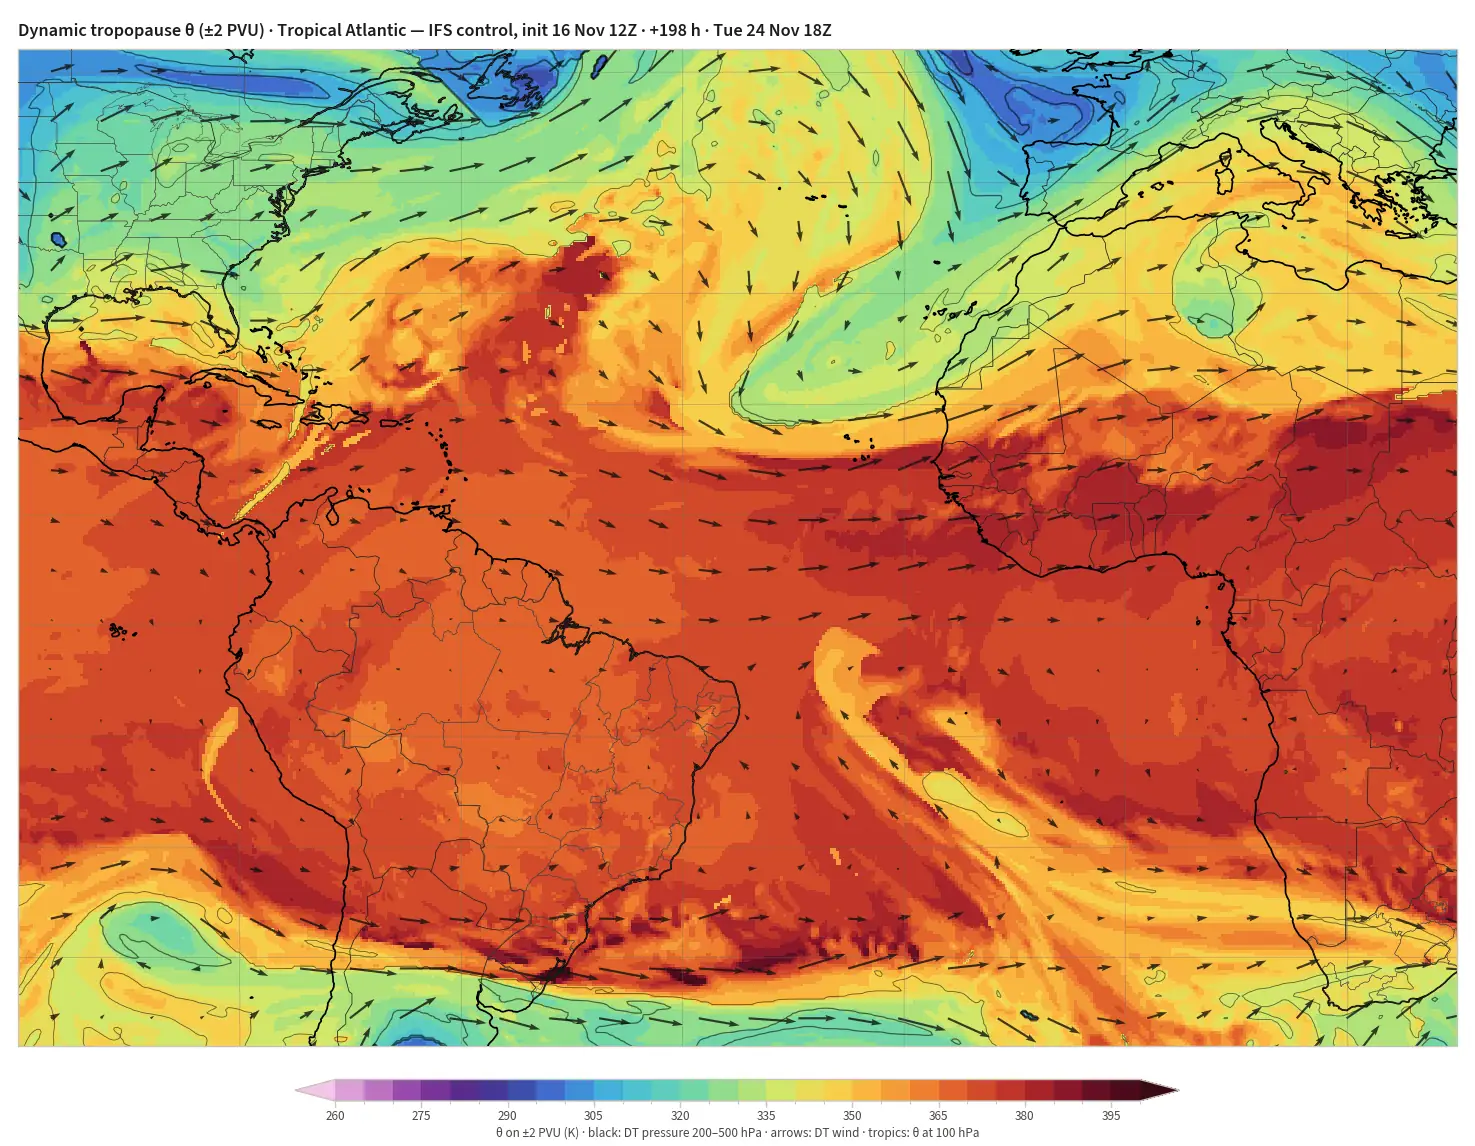 Dynamic tropopause θ (±2 PVU) · Tropical Atlantic — IFS control, init 16 Nov 12Z · +198 h · Tue 24 Nov 18Z
260 275 290 305 320 335 350 365 380 395
θ on ±2 PVU (K) · black: DT pressure 200–500 hPa · arrows: DT wind · tropics: θ at 100 hPa